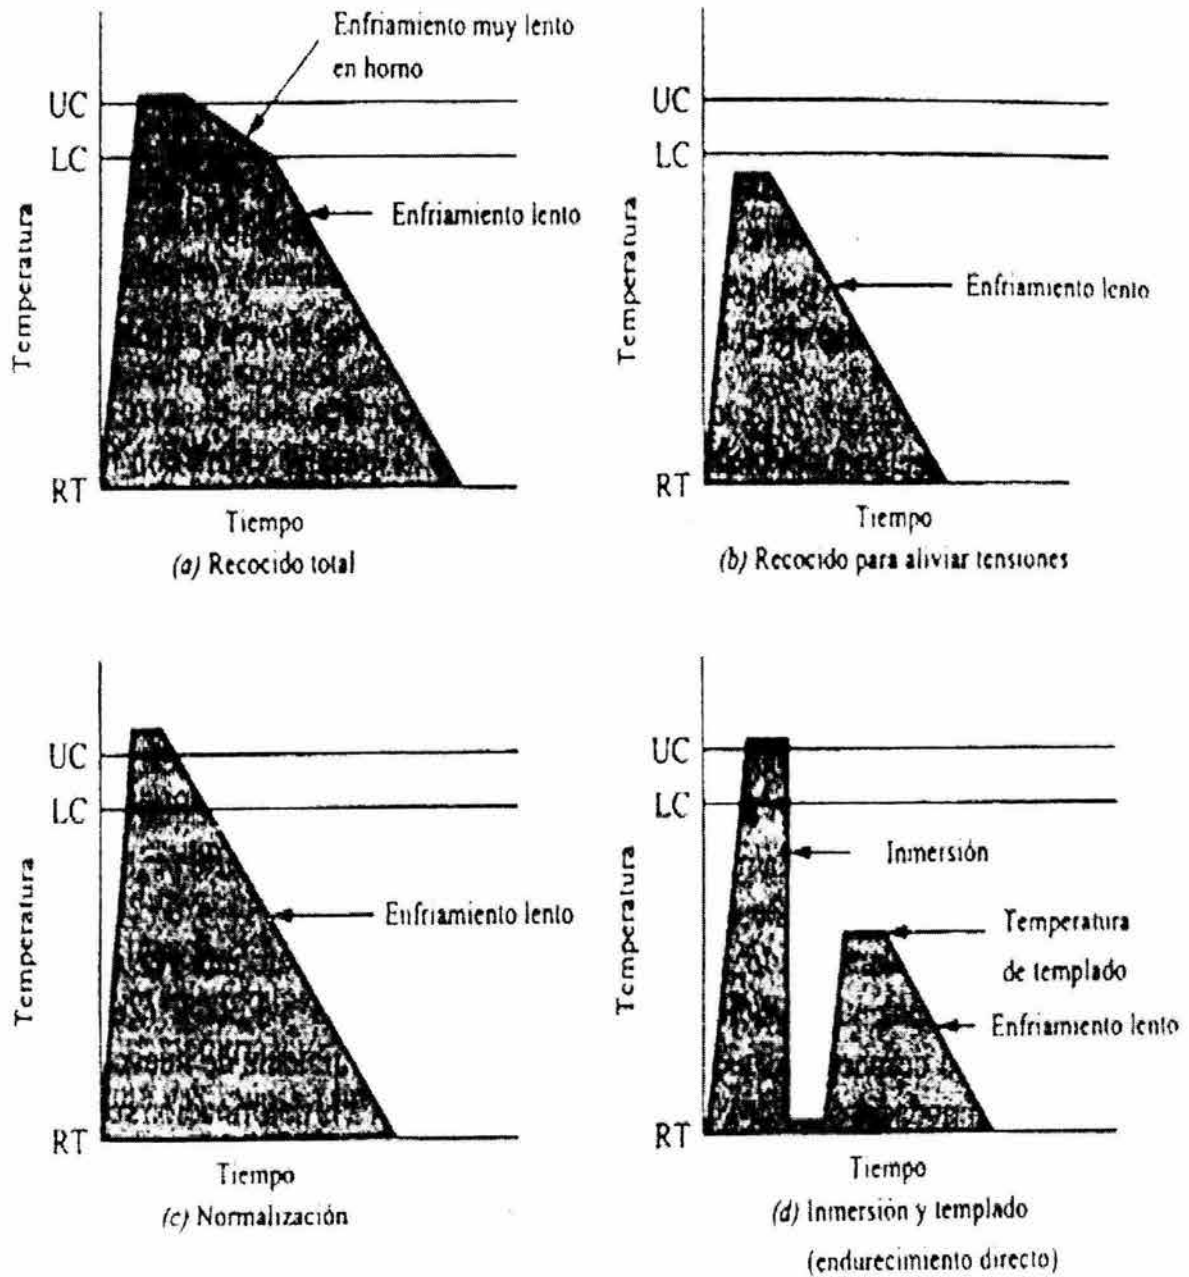 Enfriamiento muy lento
en horno
UC
LC
Enfriamiento lento
Temperatura
RT
Tiempo
(a) Recocido total
UC
LC
Enfriamiento lento
Temperatura
RT
Tiempo
(b) Recocido para aliviar tensiones
UC
LC
Enfriamiento lento
Temperatura
RT
Tiempo
(c) Normalización
UC
LC
Inmersión
Temperatura
de templado
Enfriamiento lento
Temperatura
RT
Tiempo
(d) Inmersión y templado
(endurecimiento directo)